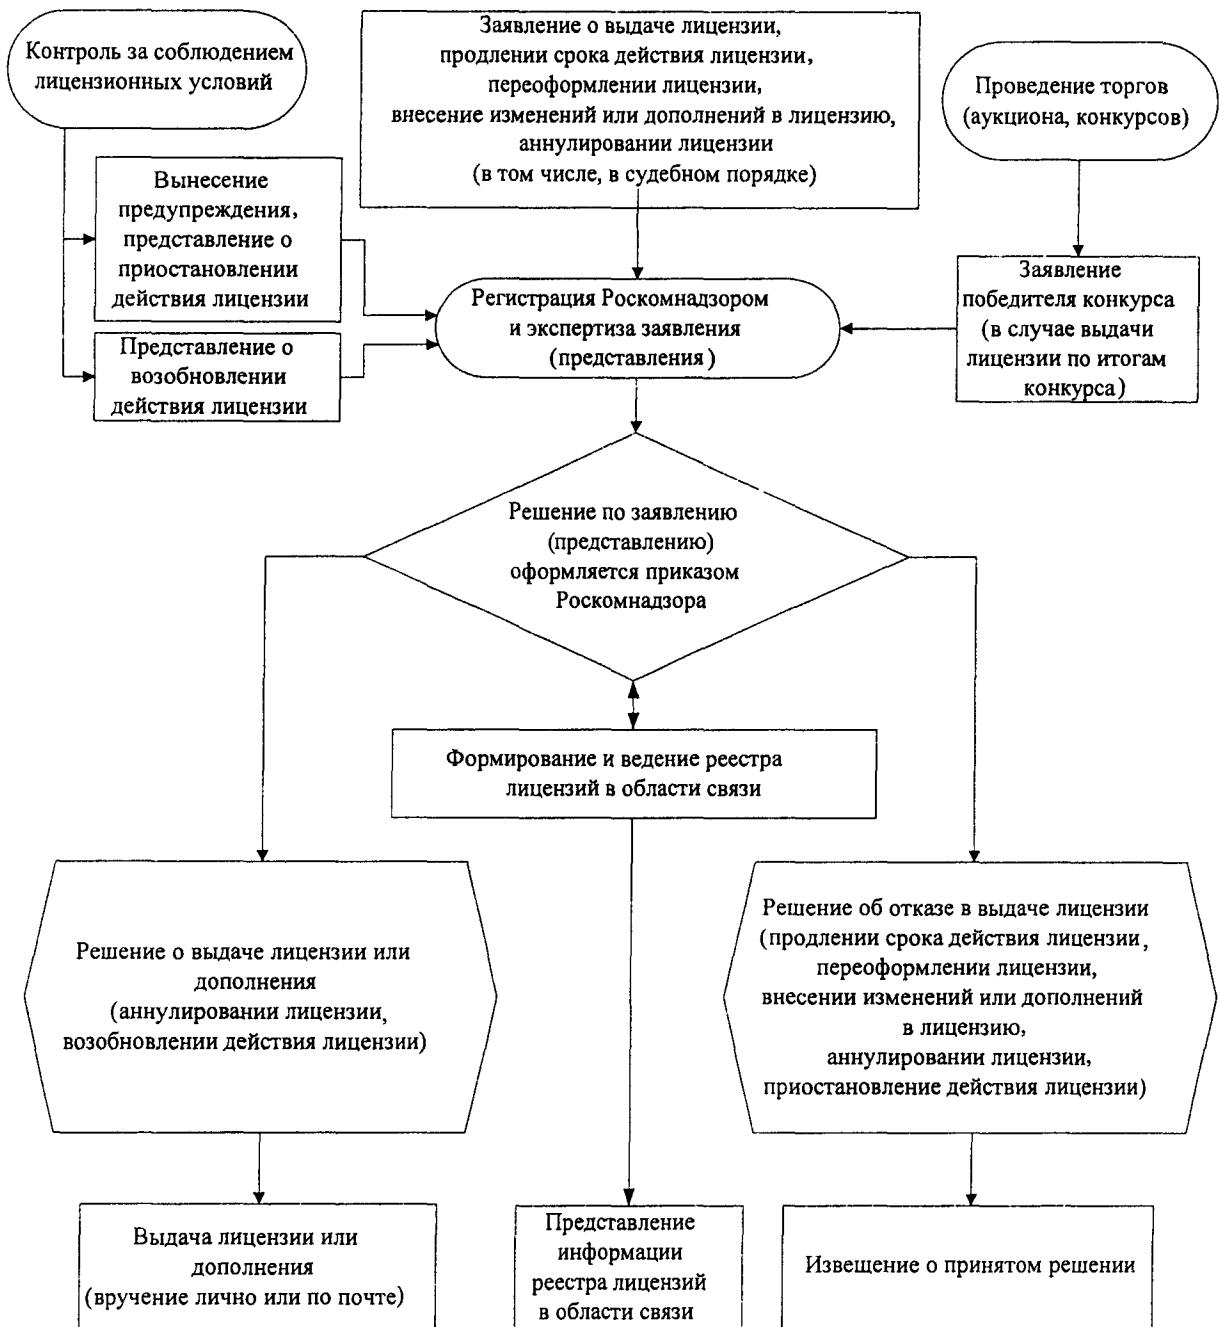 Контроль за соблюдением
лицензионных условий
Заявление о выдаче лицензии,
продлении срока действия лицензии,
переоформлении лицензии,
внесение изменений или дополнений в лицензию,
аннулировании лицензии
(в том числе, в судебном порядке)
Проведение торгов
(аукциона, конкурсов)
Вынесение
предупреждения,
представление о
приостановлении
действия лицензии
Представление о
возобновлении
действия лицензии
Регистрация Роскомнадзором
и экспертиза заявления
(представления)
Заявление
победителя конкурса
(в случае выдачи
лицензии по итогам
конкурса)
Решение по заявлению
(представлению)
оформляется приказом
Роскомнадзора
Формирование и ведение реестра
лицензий в области связи
Решение о выдаче лицензии или
дополнения
(аннулировании лицензии,
возобновлении действия лицензии)
Решение об отказе в выдаче лицензии
(продлении срока действия лицензии,
переоформлении лицензии,
внесении изменений или дополнений
в лицензию,
аннулировании лицензии,
приостановление действия лицензии)
Выдача лицензии или
дополнения
(вручение лично или по почте)
Представление
информации
реестра лицензий
в области связи
Извещение о принятом решении